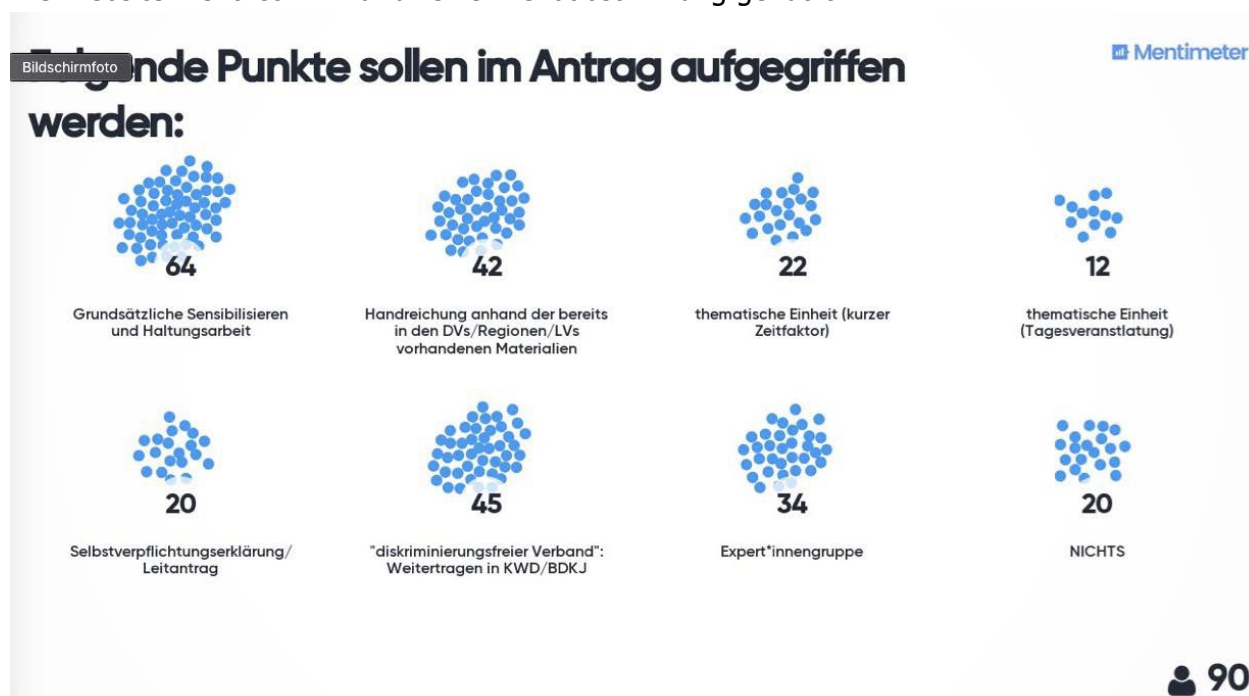 Bildschirmfoto
nde Punkte sollen im Antrag aufgegriffen
werden:
Mentimeter
64
Grundsätzliche Sensibilisieren
und Haltungsarbeit
42
Handreichung anhand der bereits
in den DVs/Regionen/LVs
vorhandenen Materialien
22
thematische Einheit (kurzer
Zeitfaktor)
12
thematische Einheit
(Tagesveranstlatung)
20
Selbstverpflichtungserklärung/
Leitantrag
45
"diskriminierungsfreier Verband":
Weitertragen in KWD/BDKJ
34
Expert*innengruppe
20
NICHTS
90